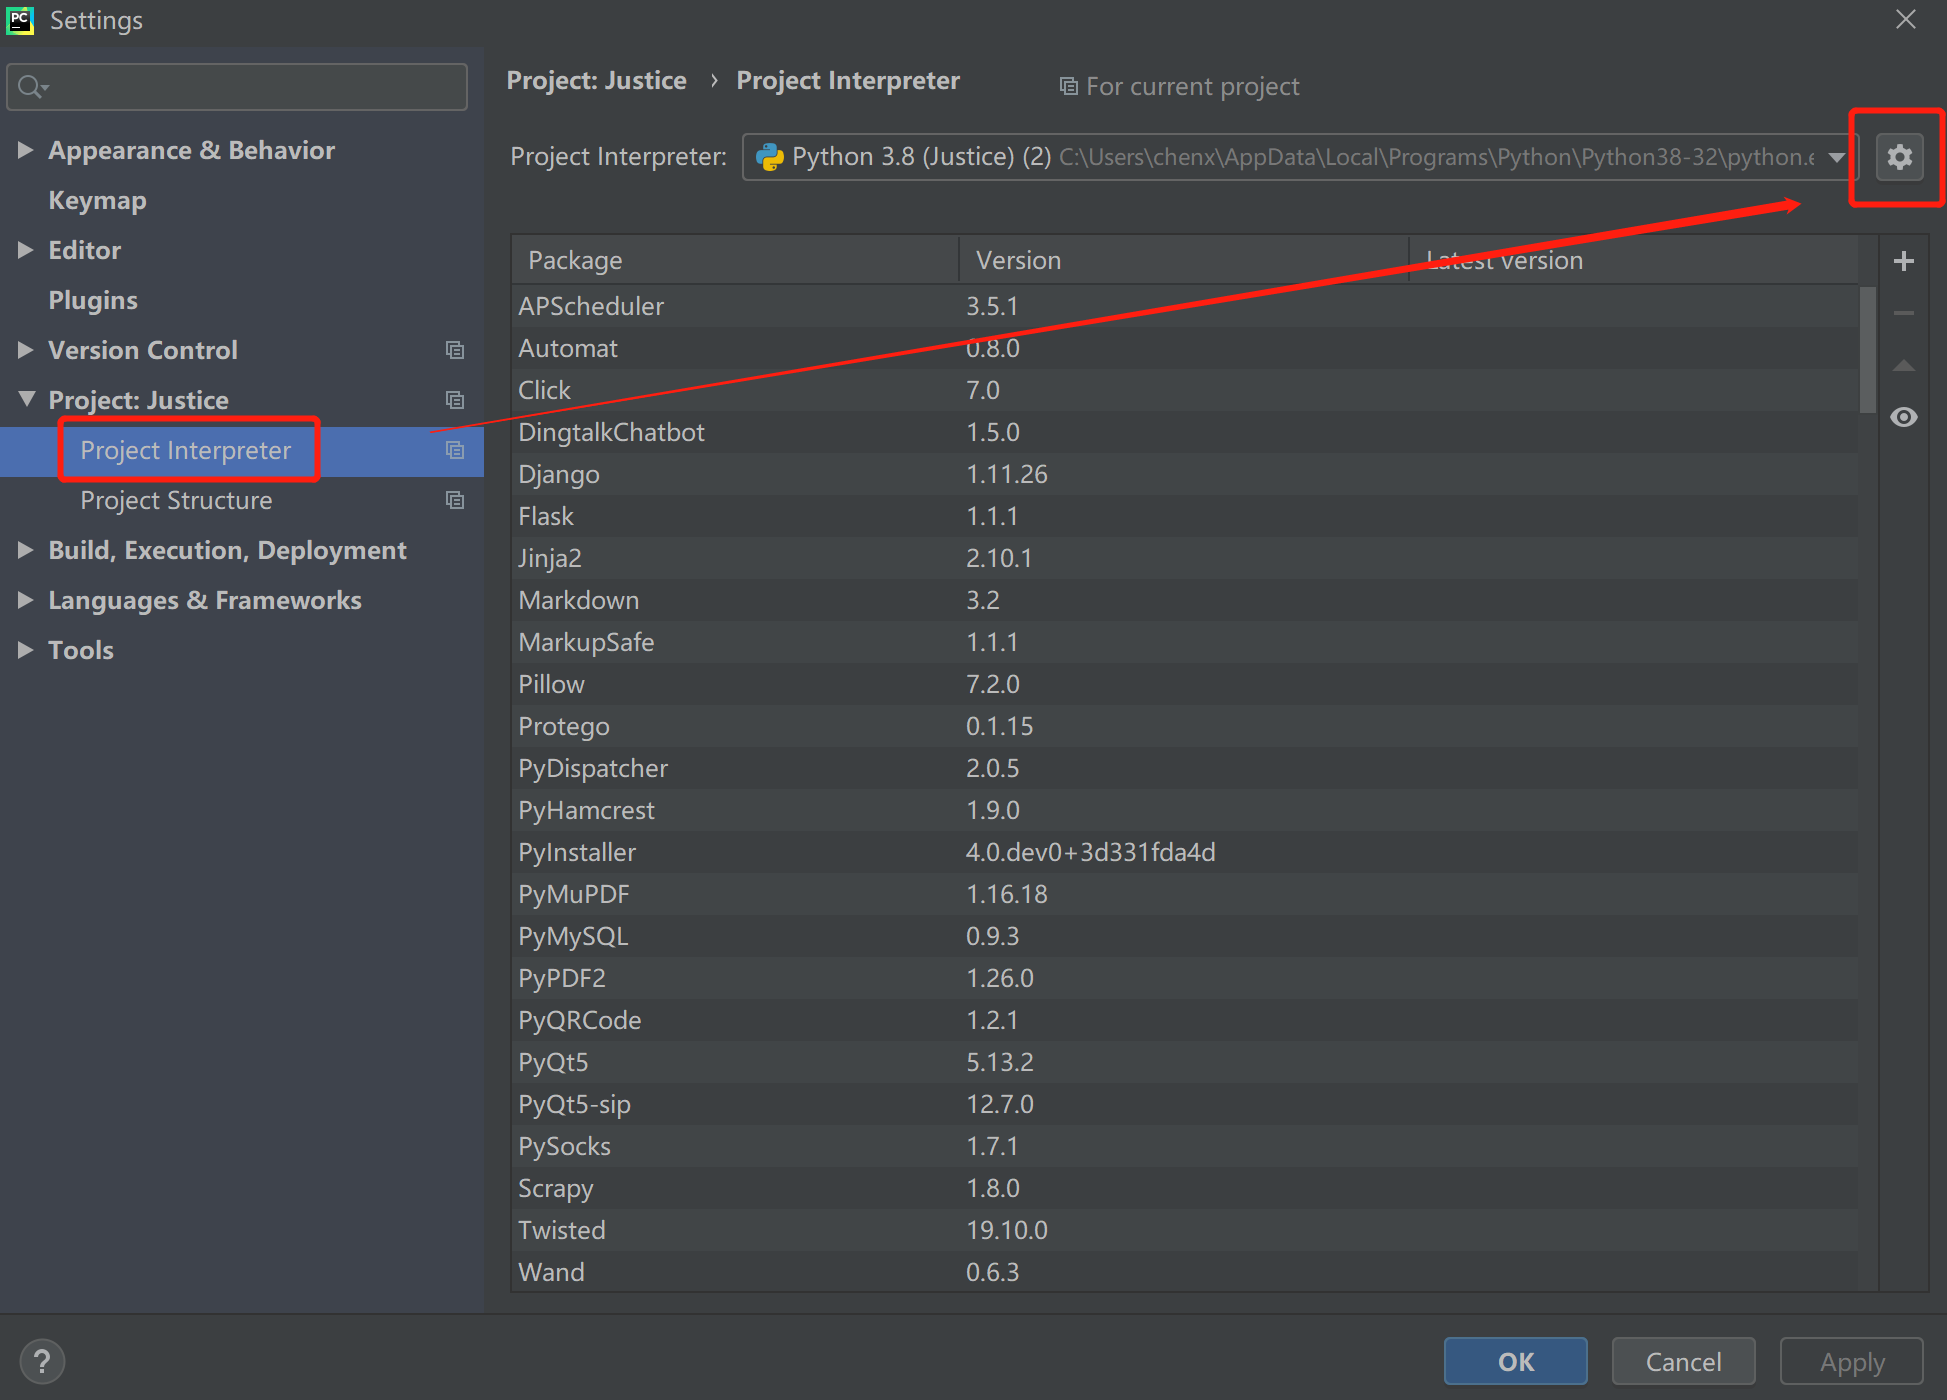 PC
Settings
Project: Justice › Project Interpreter
For current project
Appearance & Behavior
Keymap
Editor
Plugins
Version Control
Project: Justice
Project Interpreter
Project Structure
Build, Execution, Deployment
Languages & Frameworks
Tools
Project Interpreter: Python 3.8 (Justice) (2) C:\Users\chenx\AppData\Local\Programs\Python\Python38-32\python.e
Package Version Latest version
APScheduler 3.5.1
Automat 0.8.0
Click 7.0
DingtalkChatbot 1.5.0
Django 1.11.26
Flask 1.1.1
Jinja2 2.10.1
Markdown 3.2
MarkupSafe 1.1.1
Pillow 7.2.0
Protego 0.1.15
PyDispatcher 2.0.5
PyHamcrest 1.9.0
PyInstaller 4.0.dev0+3d331fda4d
PyMuPDF 1.16.18
PyMySQL 0.9.3
PyPDF2 1.26.0
PyQRCode 1.2.1
PyQt5 5.13.2
PyQt5-sip 12.7.0
PySocks 1.7.1
Scrapy 1.8.0
Twisted 19.10.0
Wand 0.6.3
?
OK
Cancel
Apply